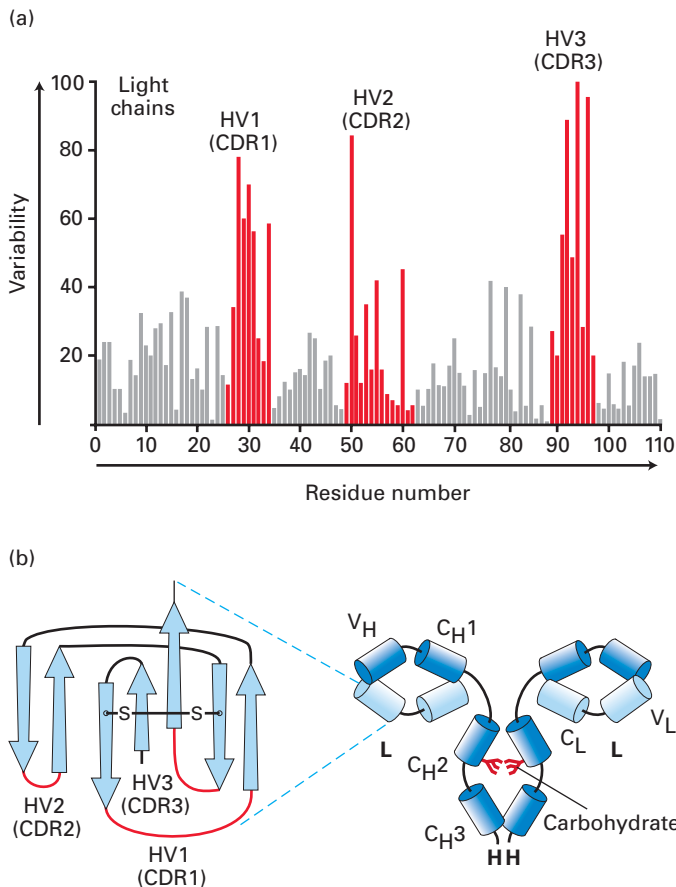 (a)
HV3
(CDR3)
100
Light
chains
HV1
(CDR1)
HV2
(CDR2)
80
60
40
20
Variability
0 10 20 30 40 50 60 70 80 90 100 110
Residue number
(b)
S S
HV2
(CDR2)
HV3
(CDR3)
HV1
(CDR1)
VH CH1
L
CL L VL
CH2
CH3
Carbohydrate
H H